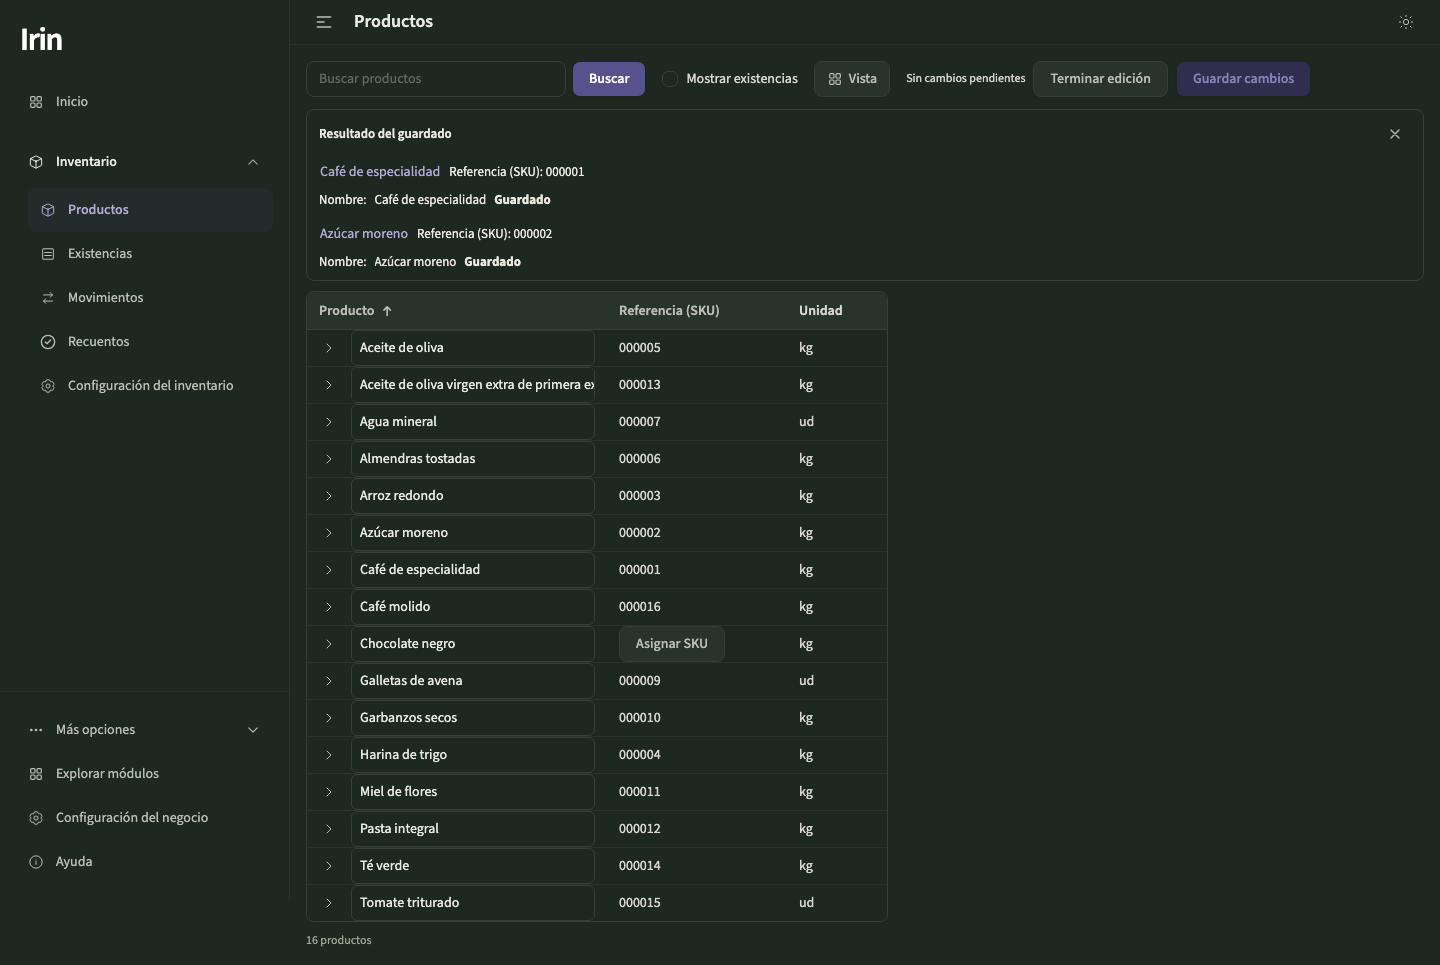 Irin
Productos
Inicio
Inventario
Productos
Existencias
Movimientos
Recuentos
Configuración del inventario
Más opciones
Explorar módulos
Configuración del negocio
Ayuda
Buscar productos Buscar Mostrar existencias Vista Sin cambios pendientes Terminar edición Guardar cambios
Resultado del guardado
Café de especialidad Referencia (SKU): 000001
Nombre: Café de especialidad Guardado
Azúcar moreno Referencia (SKU): 000002
Nombre: Azúcar moreno Guardado
Producto Referencia (SKU) Unidad
Aceite de oliva 000005 kg
Aceite de oliva virgen extra de primera ex 000013 kg
Agua mineral 000007 ud
Almendras tostadas 000006 kg
Arroz redondo 000003 kg
Azúcar moreno 000002 kg
Café de especialidad 000001 kg
Café molido 000016 kg
Chocolate negro Asignar SKU kg
Galletas de avena 000009 ud
Garbanzos secos 000010 kg
Harina de trigo 000004 kg
Miel de flores 000011 kg
Pasta integral 000012 kg
Té verde 000014 kg
Tomate triturado 000015 ud
16 productos